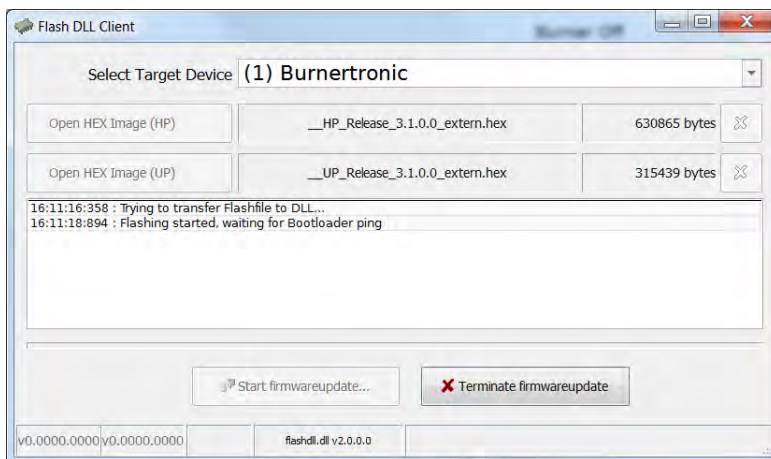 Flash DLL Client
Burner Off
Select Target Device (1) Burnertronic
Open HEX Image (HP) __HP_Release_3.1.0.0_extern.hex 630865 bytes
Open HEX Image (UP) __UP_Release_3.1.0.0_extern.hex 315439 bytes
16:11:16:358 : Trying to transfer Flashfile to DLL...
16:11:18:894 : Flashing started, waiting for Bootloader ping
Start firmwareupdate... Terminate firmwareupdate
v0.0000.0000 v0.0000.0000 flashdll.dll v2.0.0.0